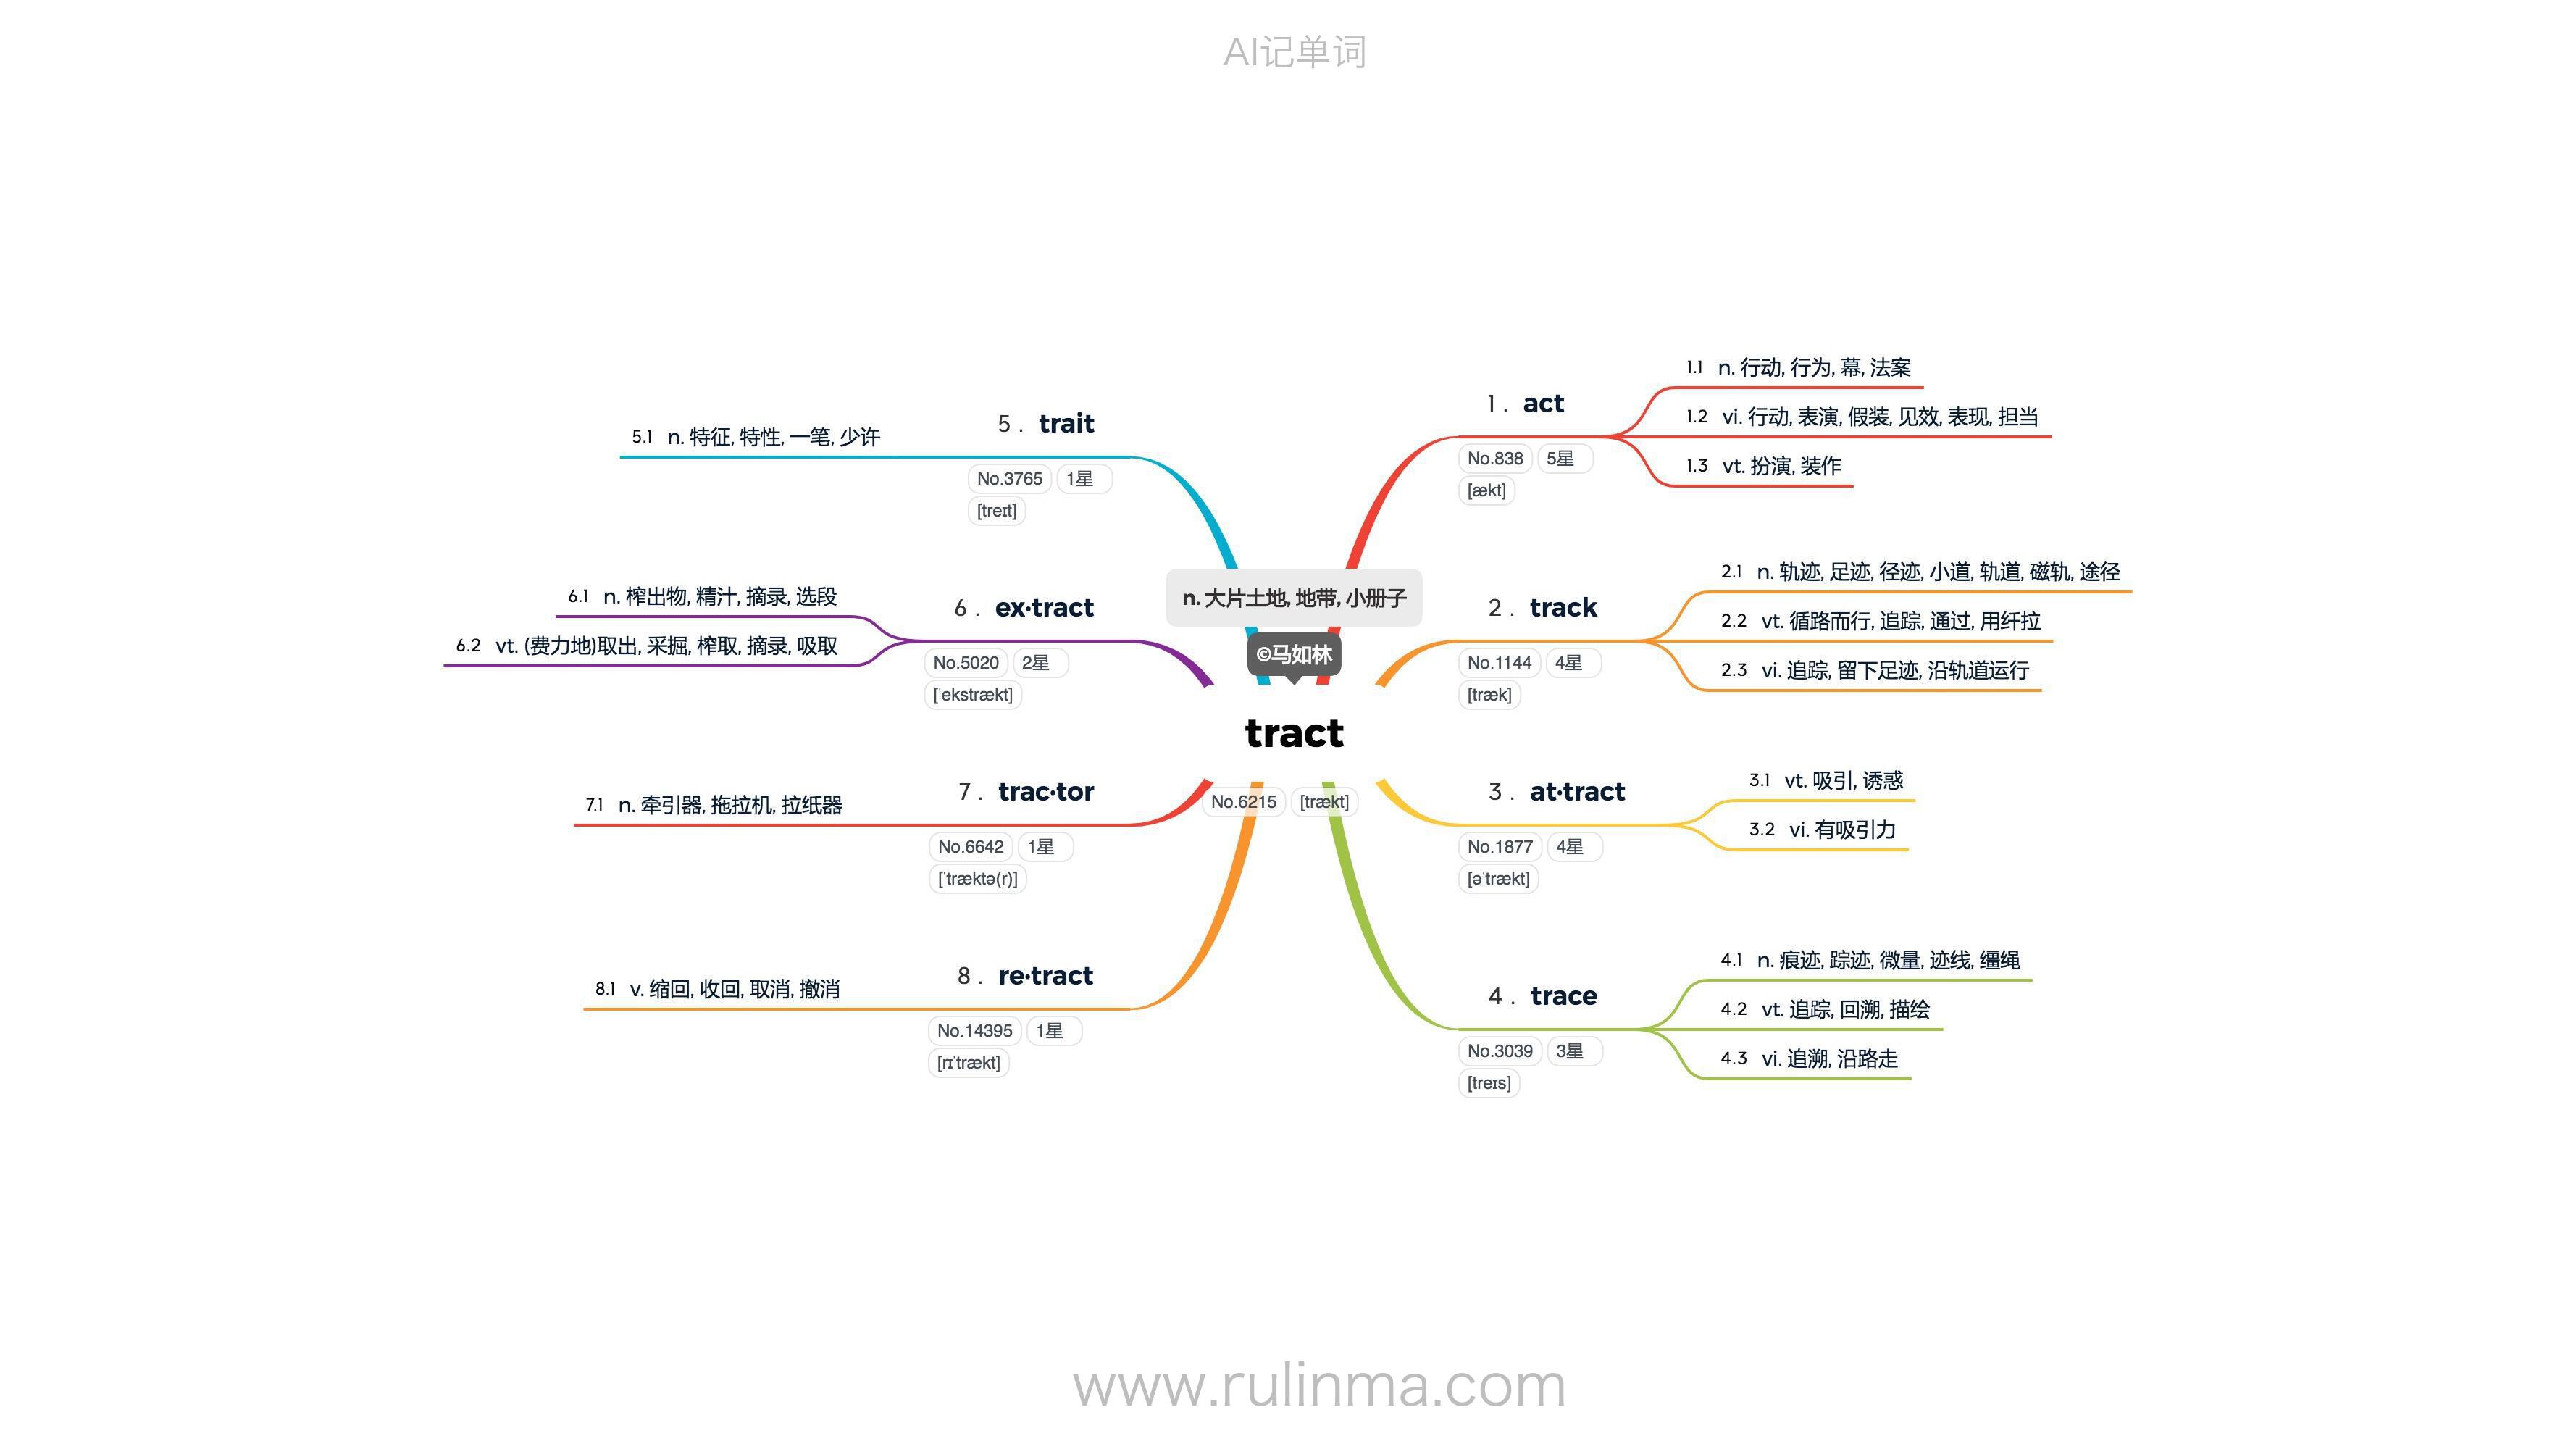 AI记单词
n. 大片土地, 地带, 小册子
©马如林
tract
No.6215 [trækt]
1 . act
No.838 5星
[ækt]
1.1 n. 行动, 行为, 幕, 法案
1.2 vi. 行动, 表演, 假装, 见效, 表现, 担当
1.3 vt. 扮演, 装作
2 . track
No.1144 4星
[træk]
2.1 n. 轨迹, 足迹, 径迹, 小道, 轨道, 磁轨, 途径
2.2 vt. 循路而行, 追踪, 通过, 用纤拉
2.3 vi. 追踪, 留下足迹, 沿轨道运行
3 . at·tract
No.1877 4星
[əˈtrækt]
3.1 vt. 吸引, 诱惑
3.2 vi. 有吸引力
4 . trace
No.3039 3星
[treɪs]
4.1 n. 痕迹, 踪迹, 微量, 迹线, 缰绳
4.2 vt. 追踪, 回溯, 描绘
4.3 vi. 追溯, 沿路走
5 . trait
No.3765 1星
[treɪt]
5.1 n. 特征, 特性, 一笔, 少许
6 . ex·tract
No.5020 2星
[ˈekstrækt]
6.1 n. 榨出物, 精汁, 摘录, 选段
6.2 vt. (费力地)取出, 采掘, 榨取, 摘录, 吸取
7 . trac·tor
No.6642 1星
[ˈtræktə(r)]
7.1 n. 牵引器, 拖拉机, 拉纸器
8 . re·tract
No.14395 1星
[rɪˈtrækt]
8.1 v. 缩回, 收回, 取消, 撤消
www.rulinma.com